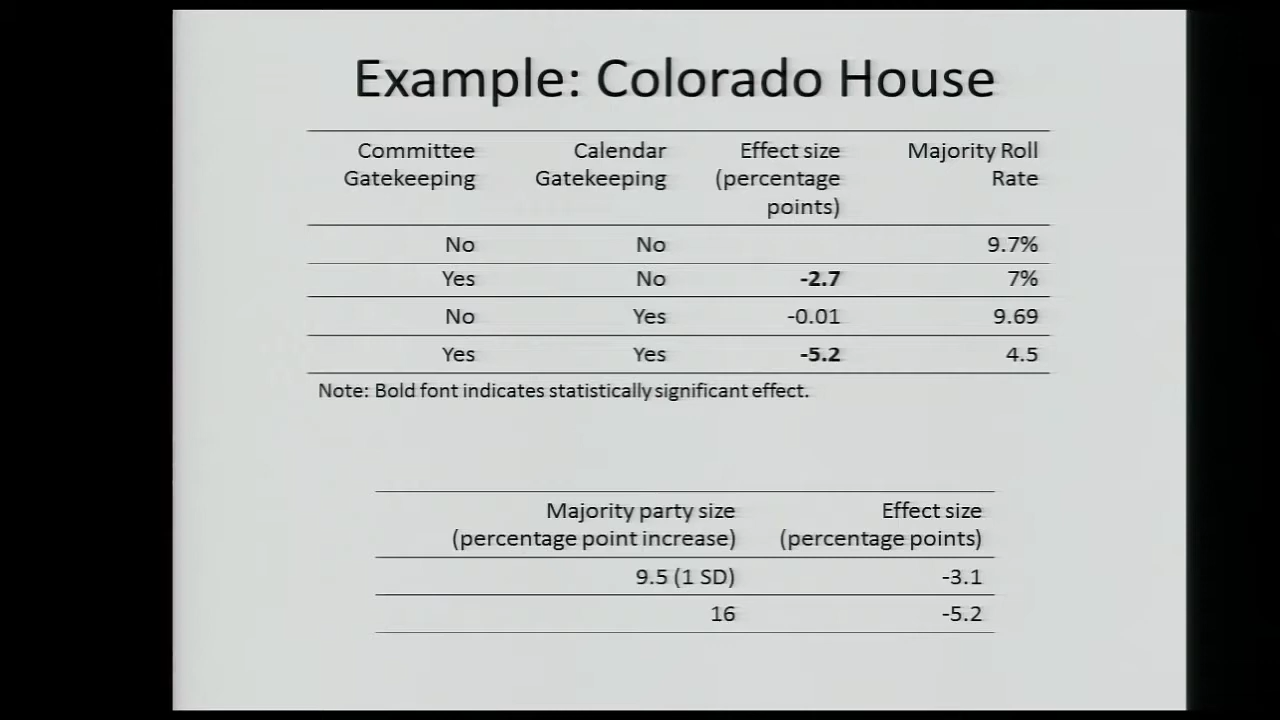 Example: Colorado House
Committee Gatekeeping Calendar Gatekeeping Effect size (percentage points) Majority Roll Rate
No No 9.7%
Yes No -2.7 7%
No Yes -0.01 9.69
Yes Yes -5.2 4.5
Note: Bold font indicates statistically significant effect.
Majority party size (percentage point increase) Effect size (percentage points)
9.5 (1 SD) -3.1
16 -5.2